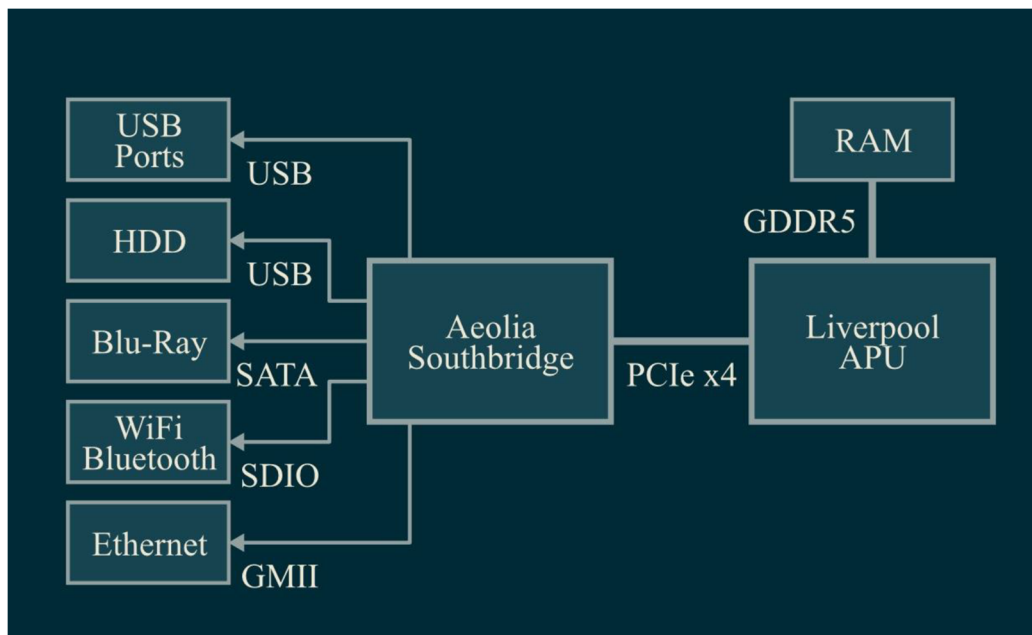 USB
Ports
USB
HDD
USB
Blu-Ray
SATA
WiFi
Bluetooth
SDIO
Ethernet
GMII
Aeolia
Southbridge
PCIe x4
RAM
GDDR5
Liverpool
APU